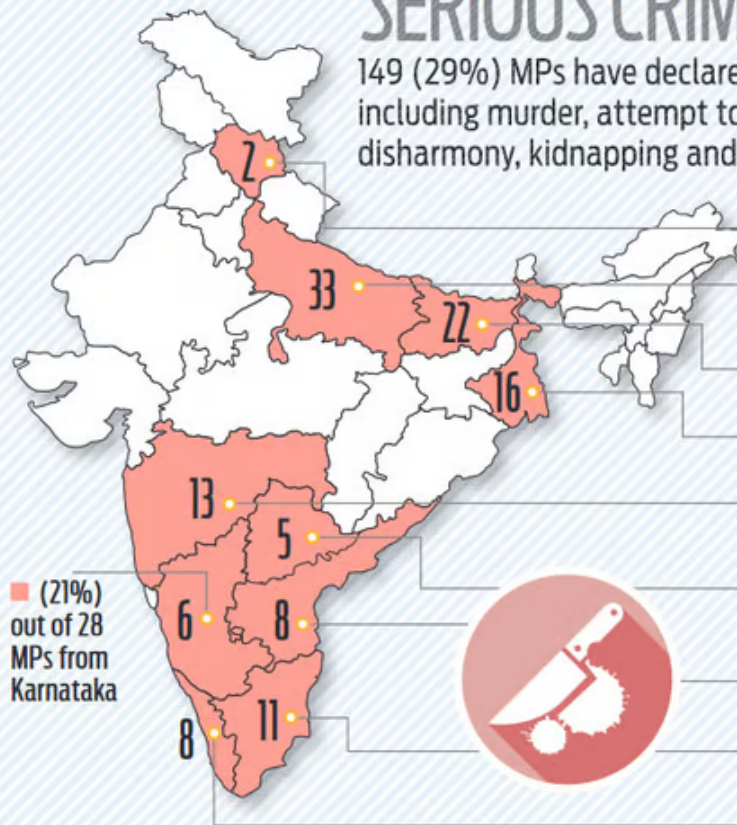 SERIOUS CRIM
149 (29%) MPs have declare
including murder, attempt to
disharmony, kidnapping and
2
33
22
16
13
5
(21%)
out of 28
MPs from
Karnataka
6
8
11
8